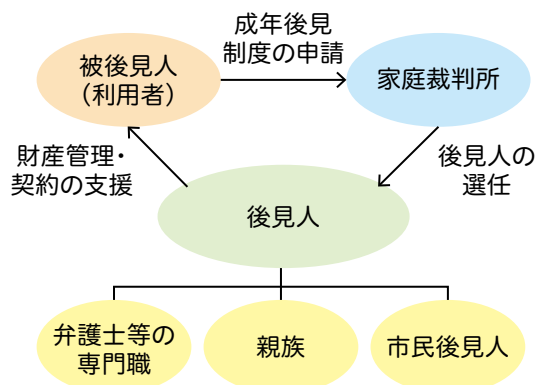 成年後見
制度の申請
被後見人
（利用者）
家庭裁判所
財産管理・
契約の支援
後見人の
選任
後見人
弁護士等の
専門職
親族
市民後見人